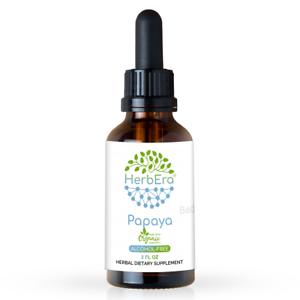 HerbEra
Papaya
Organic
ALCOHOL-FREE
2 FL OZ
HERBAL DIETARY SUPPLEMENT